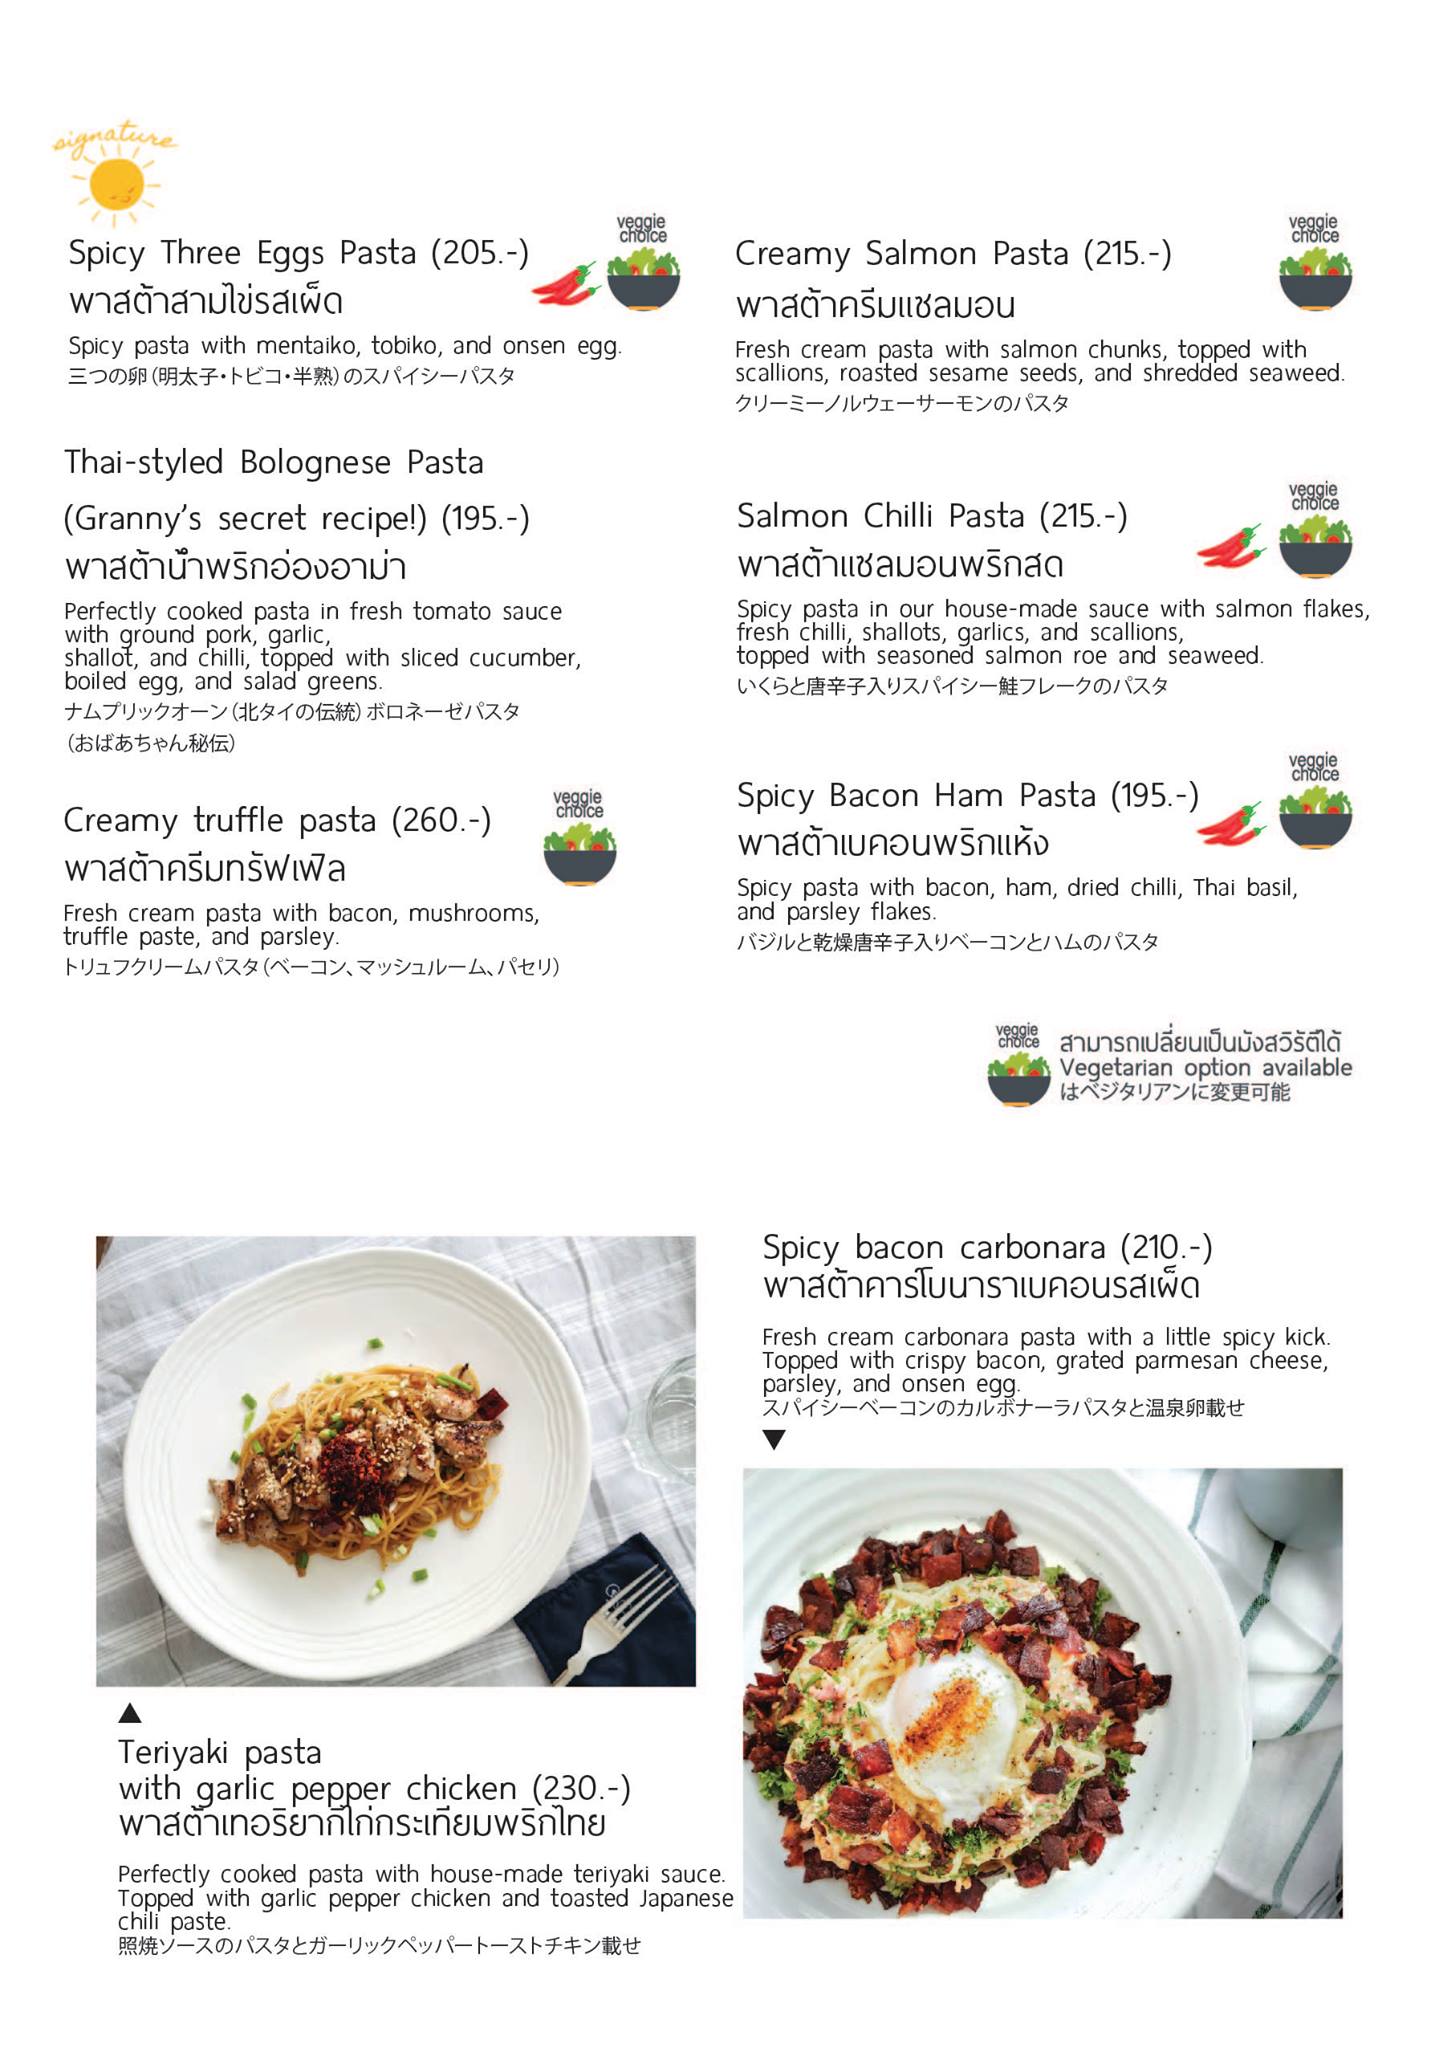 signature
Spicy Three Eggs Pasta (205.-)
veggie
choice
พาสต้าสามไข่รสเผ็ด
Spicy pasta with mentaiko, tobiko, and onsen egg.
三つの卵(明太子・トビコ・半熟)のスパイシーパスタ
Thai-styled Bolognese Pasta
(Granny's secret recipe!) (195.-)
พาสต้าน้ำพริกอ่องอาม่า
Perfectly cooked pasta in fresh tomato sauce
with ground pork, garlic,
shallot, and chilli, topped with sliced cucumber,
boiled egg, and salad greens.
ナムプリックオーン(北タイの伝統)ボロネーゼパスタ
(おばあちゃん秘伝)
Creamy truffle pasta (260.-)
veggie
choice
พาสต้าครีมทรัฟเฟิล
Fresh cream pasta with bacon, mushrooms,
truffle paste, and parsley.
トリュフクリームパスタ(ベーコン、マッシュルーム、パセリ)
Creamy Salmon Pasta (215.-)
veggie
choice
พาสต้าครีมแซลมอน
Fresh cream pasta with salmon chunks, topped with
scallions, roasted sesame seeds, and shredded seaweed.
クリーミーノルウェーサーモンのパスタ
Salmon Chilli Pasta (215.-)
veggie
choice
พาสต้าแซลมอนพริกสด
Spicy pasta in our house-made sauce with salmon flakes,
fresh chilli, shallots, garlics, and scallions,
topped with seasoned salmon roe and seaweed.
いくらと唐辛子入りスパイシー鮭フレークのパスタ
Spicy Bacon Ham Pasta (195.-)
veggie
choice
พาสต้าเบคอนพริกแห้ง
Spicy pasta with bacon, ham, dried chilli, Thai basil,
and parsley flakes.
バジルと乾燥唐辛子入りベーコンとハムのパスタ
veggie
choice
สามารถเปลี่ยนเป็นมังสวิรัติได้
Vegetarian option available
はベジタリアンに変更可能
Spicy bacon carbonara (210.-)
พาสต้าคาร์โบนาราเบคอนรสเผ็ด
Fresh cream carbonara pasta with a little spicy kick.
Topped with crispy bacon, grated parmesan cheese,
parsley, and onsen egg.
スパイシーベーコンのカルボナーラパスタと温泉卵載せ
Teriyaki pasta
with garlic pepper chicken (230.-)
พาสต้าเทอริยากิไก่กระเทียมพริกไทย
Perfectly cooked pasta with house-made teriyaki sauce.
Topped with garlic pepper chicken and toasted Japanese
chili paste.
照焼ソースのパスタとガーリックペッパートーストチキン載せ